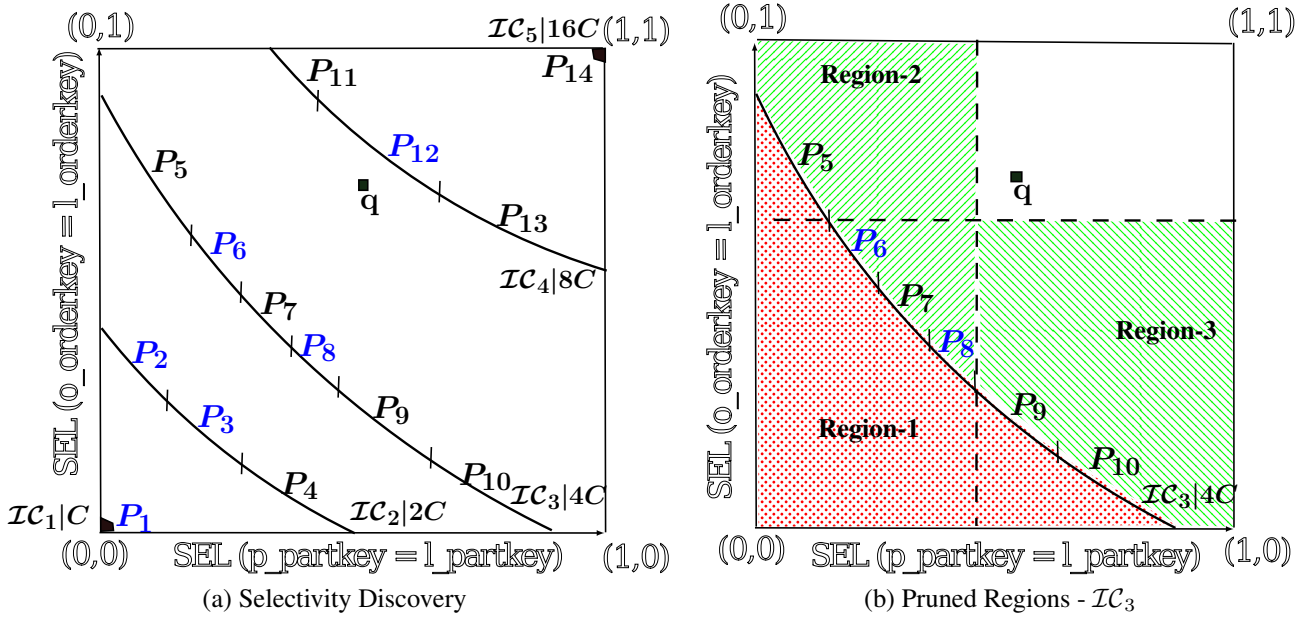 (0,1)
IC₅|16C
(1,1)
P₁₁
P₁₄
P₁₂
P₅
q
P₁₃
P₆
IC₄|8C
P₇
P₂
P₈
P₃
P₉
P₄
P₁₀
IC₃|4C
IC₁|C
P₁
IC₂|2C
(0,0)
SEL (p_partkey = l_partkey)
(1,0)
SEL (o_orderkey = l_orderkey)
(a) Selectivity Discovery
(0,1)
(1,1)
Region-2
P₅
q
P₆
P₇
Region-3
P₈
P₉
Region-1
P₁₀
IC₃|4C
(0,0)
SEL (p_partkey = l_partkey)
(1,0)
SEL (o_orderkey = l_orderkey)
(b) Pruned Regions - IC₃